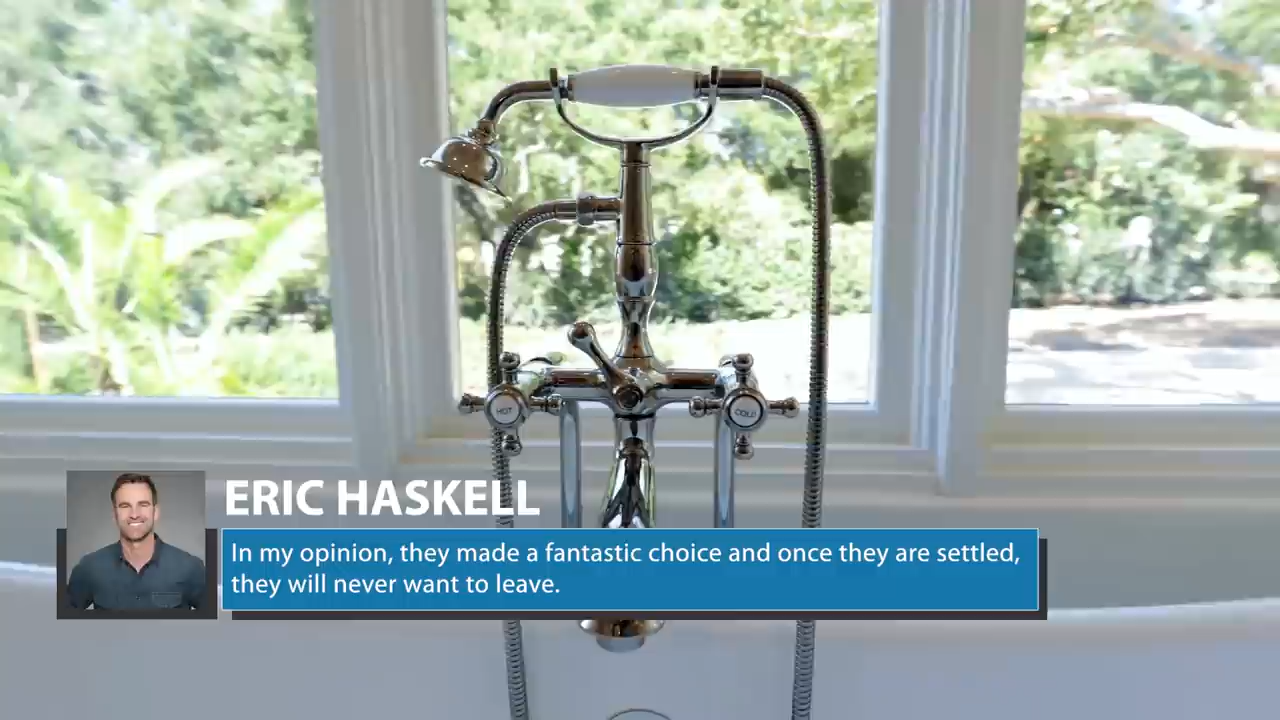 HOT
COLD
ERIC HASKELL
In my opinion, they made a fantastic choice and once they are settled,
they will never want to leave.